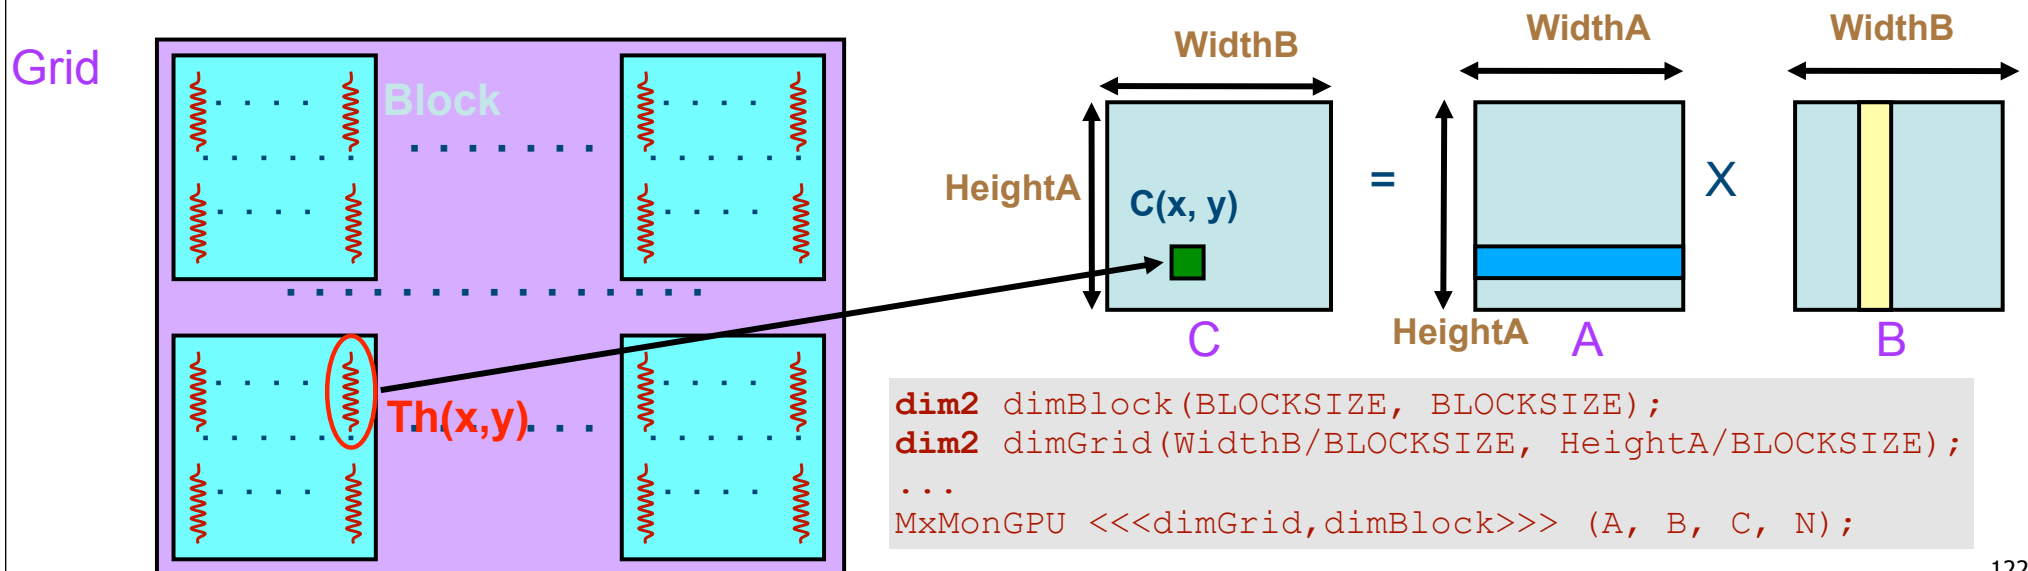 Grid
Block
Th(x,y)
WidthB
HeightA
C(x, y)
C
=
WidthA
HeightA
A
X
WidthB
B
dim2 dimBlock(BLOCKSIZE, BLOCKSIZE);
dim2 dimGrid(WidthB/BLOCKSIZE, HeightA/BLOCKSIZE);
...
MxMonGPU <<<dimGrid,dimBlock>>> (A, B, C, N);
122